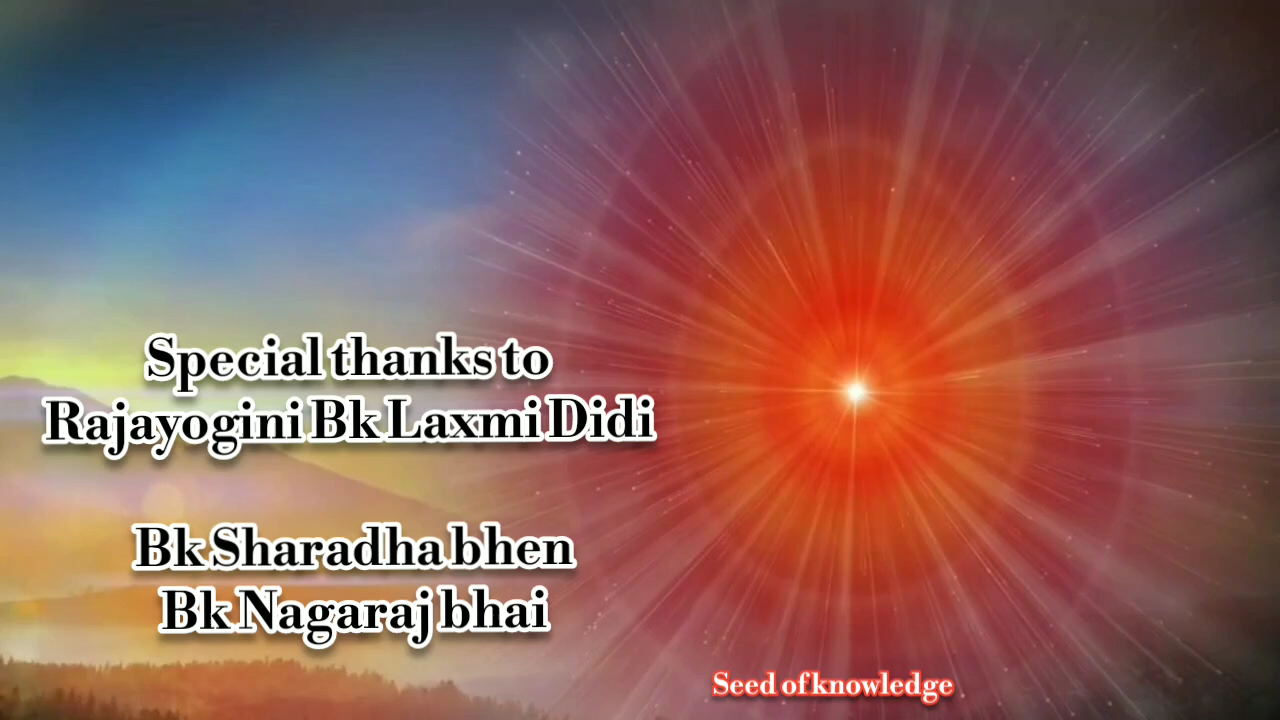 Special thanks to
Rajayogini Bk Laxmi Didi
Bk Sharadha bhen
Bk Nagaraj bhai
Seed of knowledge